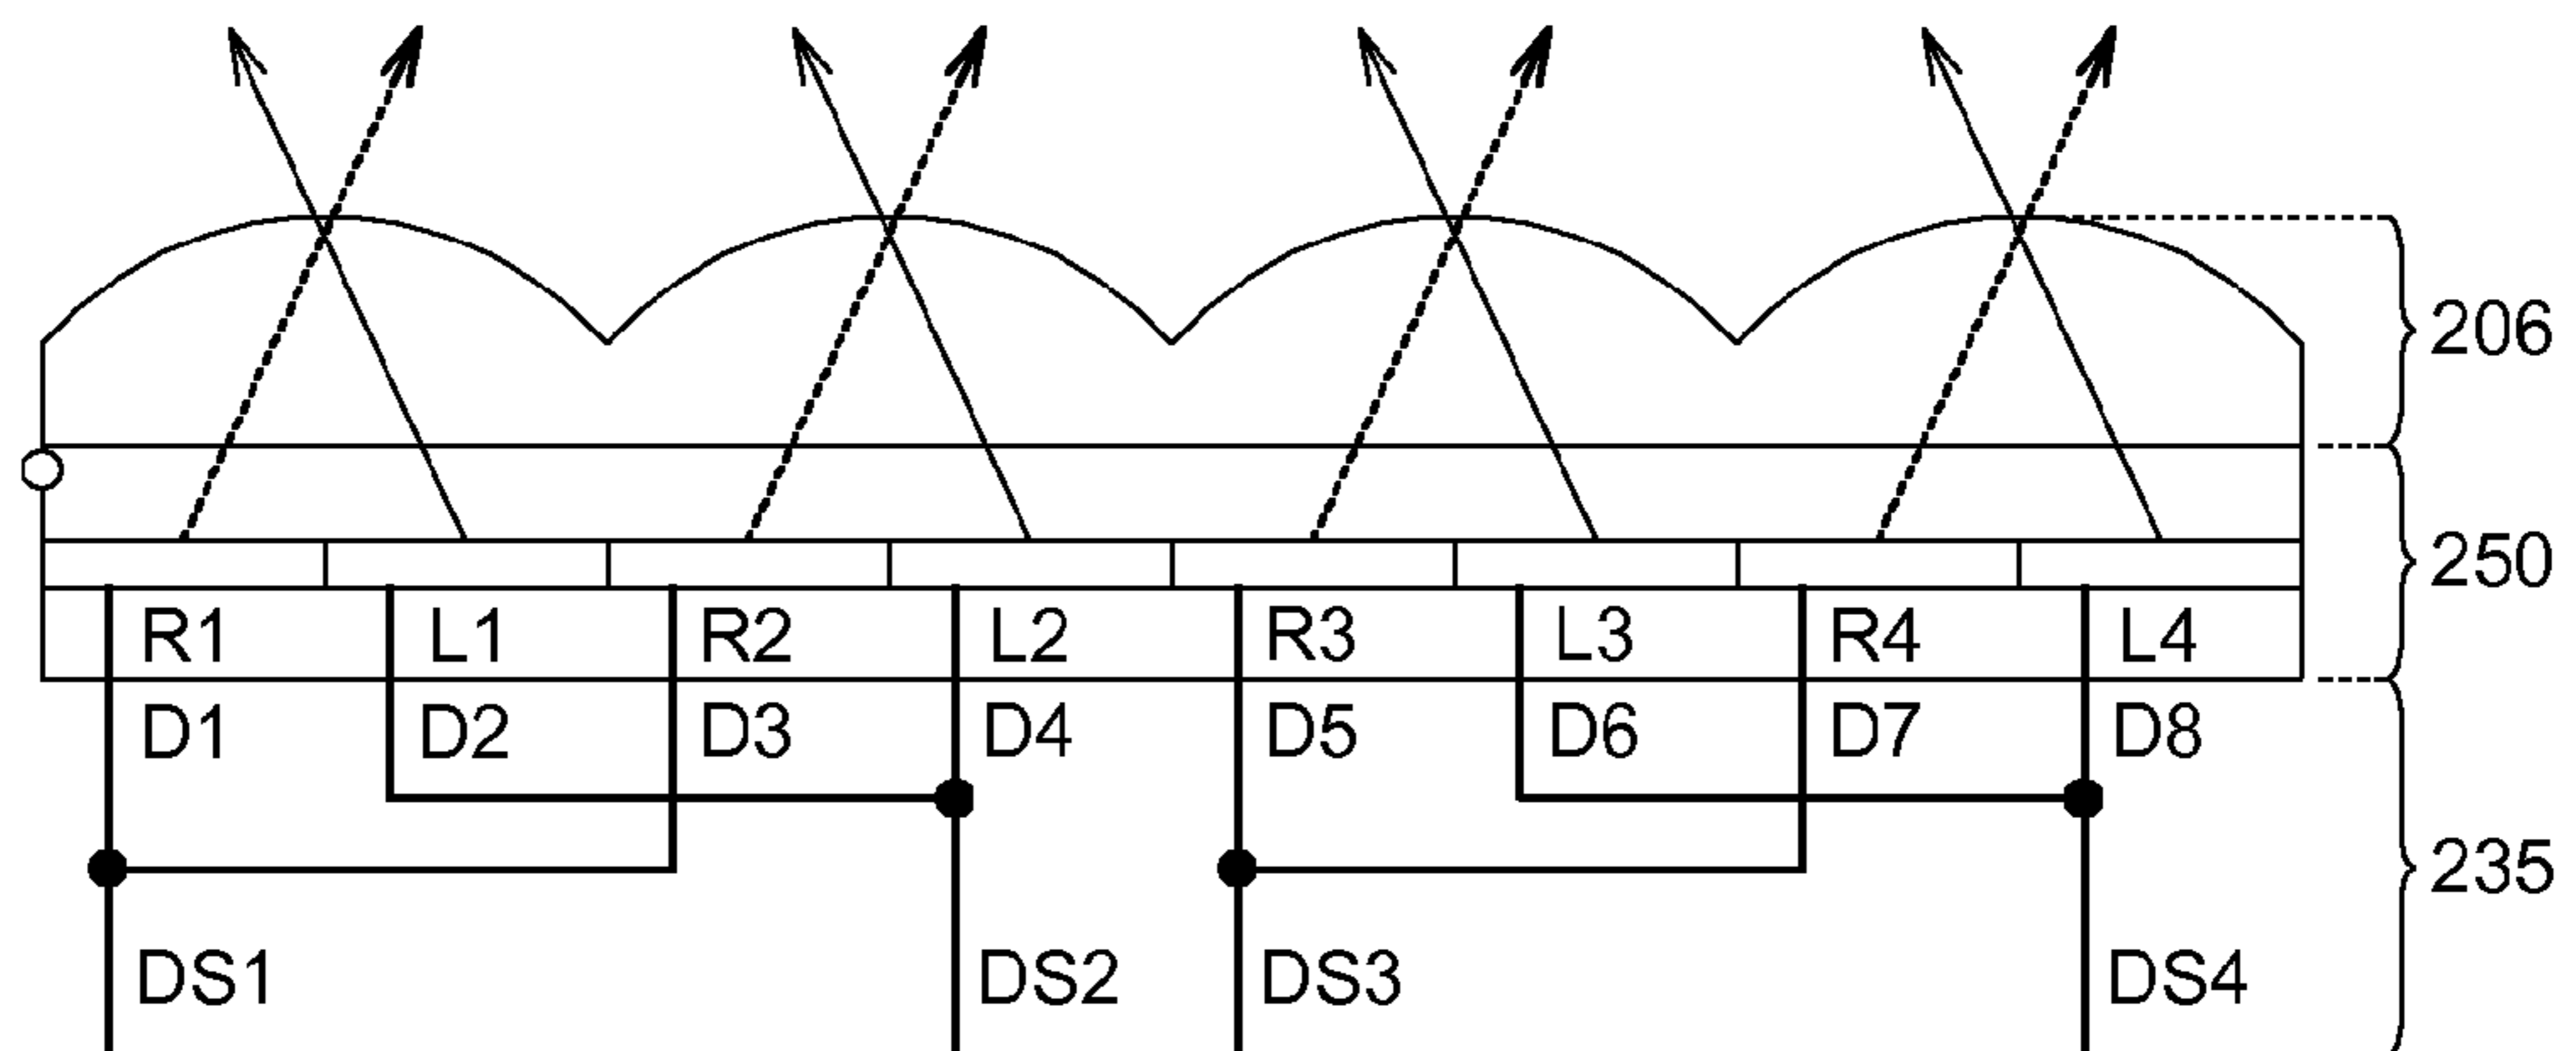 206
250
R1 L1 R2 L2 R3 L3 R4 L4
D1 D2 D3 D4 D5 D6 D7 D8
235
DS1 DS2 DS3 DS4